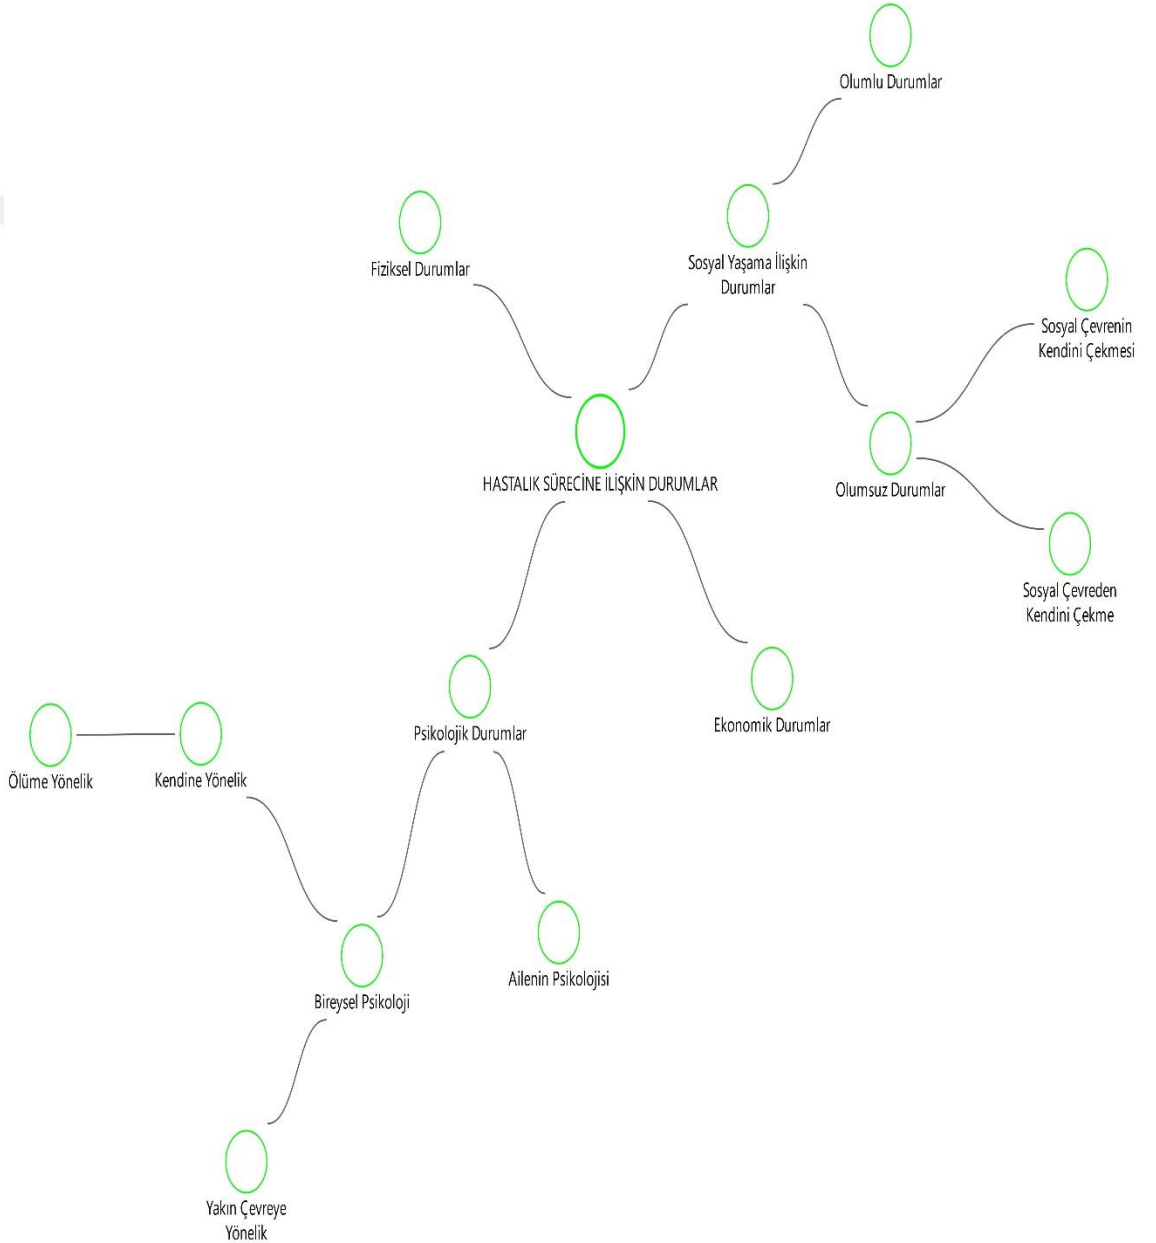 Olumlu Durumlar
Fiziksel Durumlar
Sosyal Yaşama İlişkin
Durumlar
Sosyal Çevrenin
Kendini Çekmesi
HASTALIK SÜRECİNE İLİŞKİN DURUMLAR
Olumsuz Durumlar
Sosyal Çevreden
Kendini Çekme
Psikolojik Durumlar
Ekonomik Durumlar
Ölüme Yönelik
Kendine Yönelik
Ailenin Psikolojisi
Bireysel Psikoloji
Yakın Çevreye
Yönelik